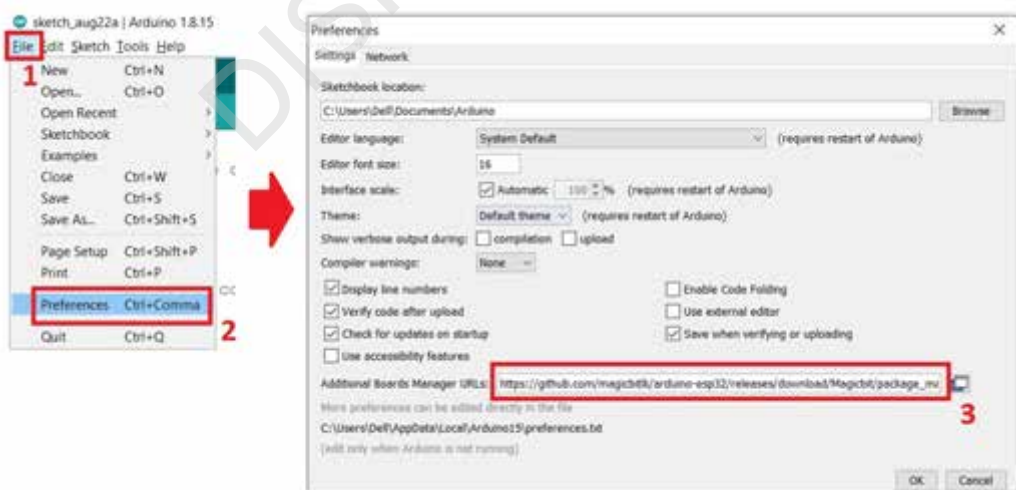 sketch_aug22a | Arduino 1.8.15
File Edit Sketch Tools Help
1
New Ctrl+N
Open... Ctrl+O
Open Recent
Sketchbook
Examples
Close Ctrl+W
Save Ctrl+S
Save As... Ctrl+Shift+S
Page Setup Ctrl+Shift+P
Print Ctrl+P
Preferences Ctrl+Comma
2
Quit Ctrl+Q
Preferences
Settings Network
Sketchbook location:
C:\Users\Dell\Documents\Arduino Browse
Editor language: System Default (requires restart of Arduino)
Editor font size: 16
Interface scale: Automatic 100 % (requires restart of Arduino)
Theme: Default theme (requires restart of Arduino)
Show verbose output during: compilation upload
Compiler warnings: None
Display line numbers Enable Code Folding
Verify code after upload Use external editor
Check for updates on startup Save when verifying or uploading
Use accessibility features
Additional Boards Manager URLs: https://github.com/magicbitlk/arduino-esp32/releases/download/Magicbit/package_ma
3
More preferences can be edited directly in the file
C:\Users\Dell\AppData\Local\Arduino15\preferences.txt
(edit only when Arduino is not running)
OK Cancel